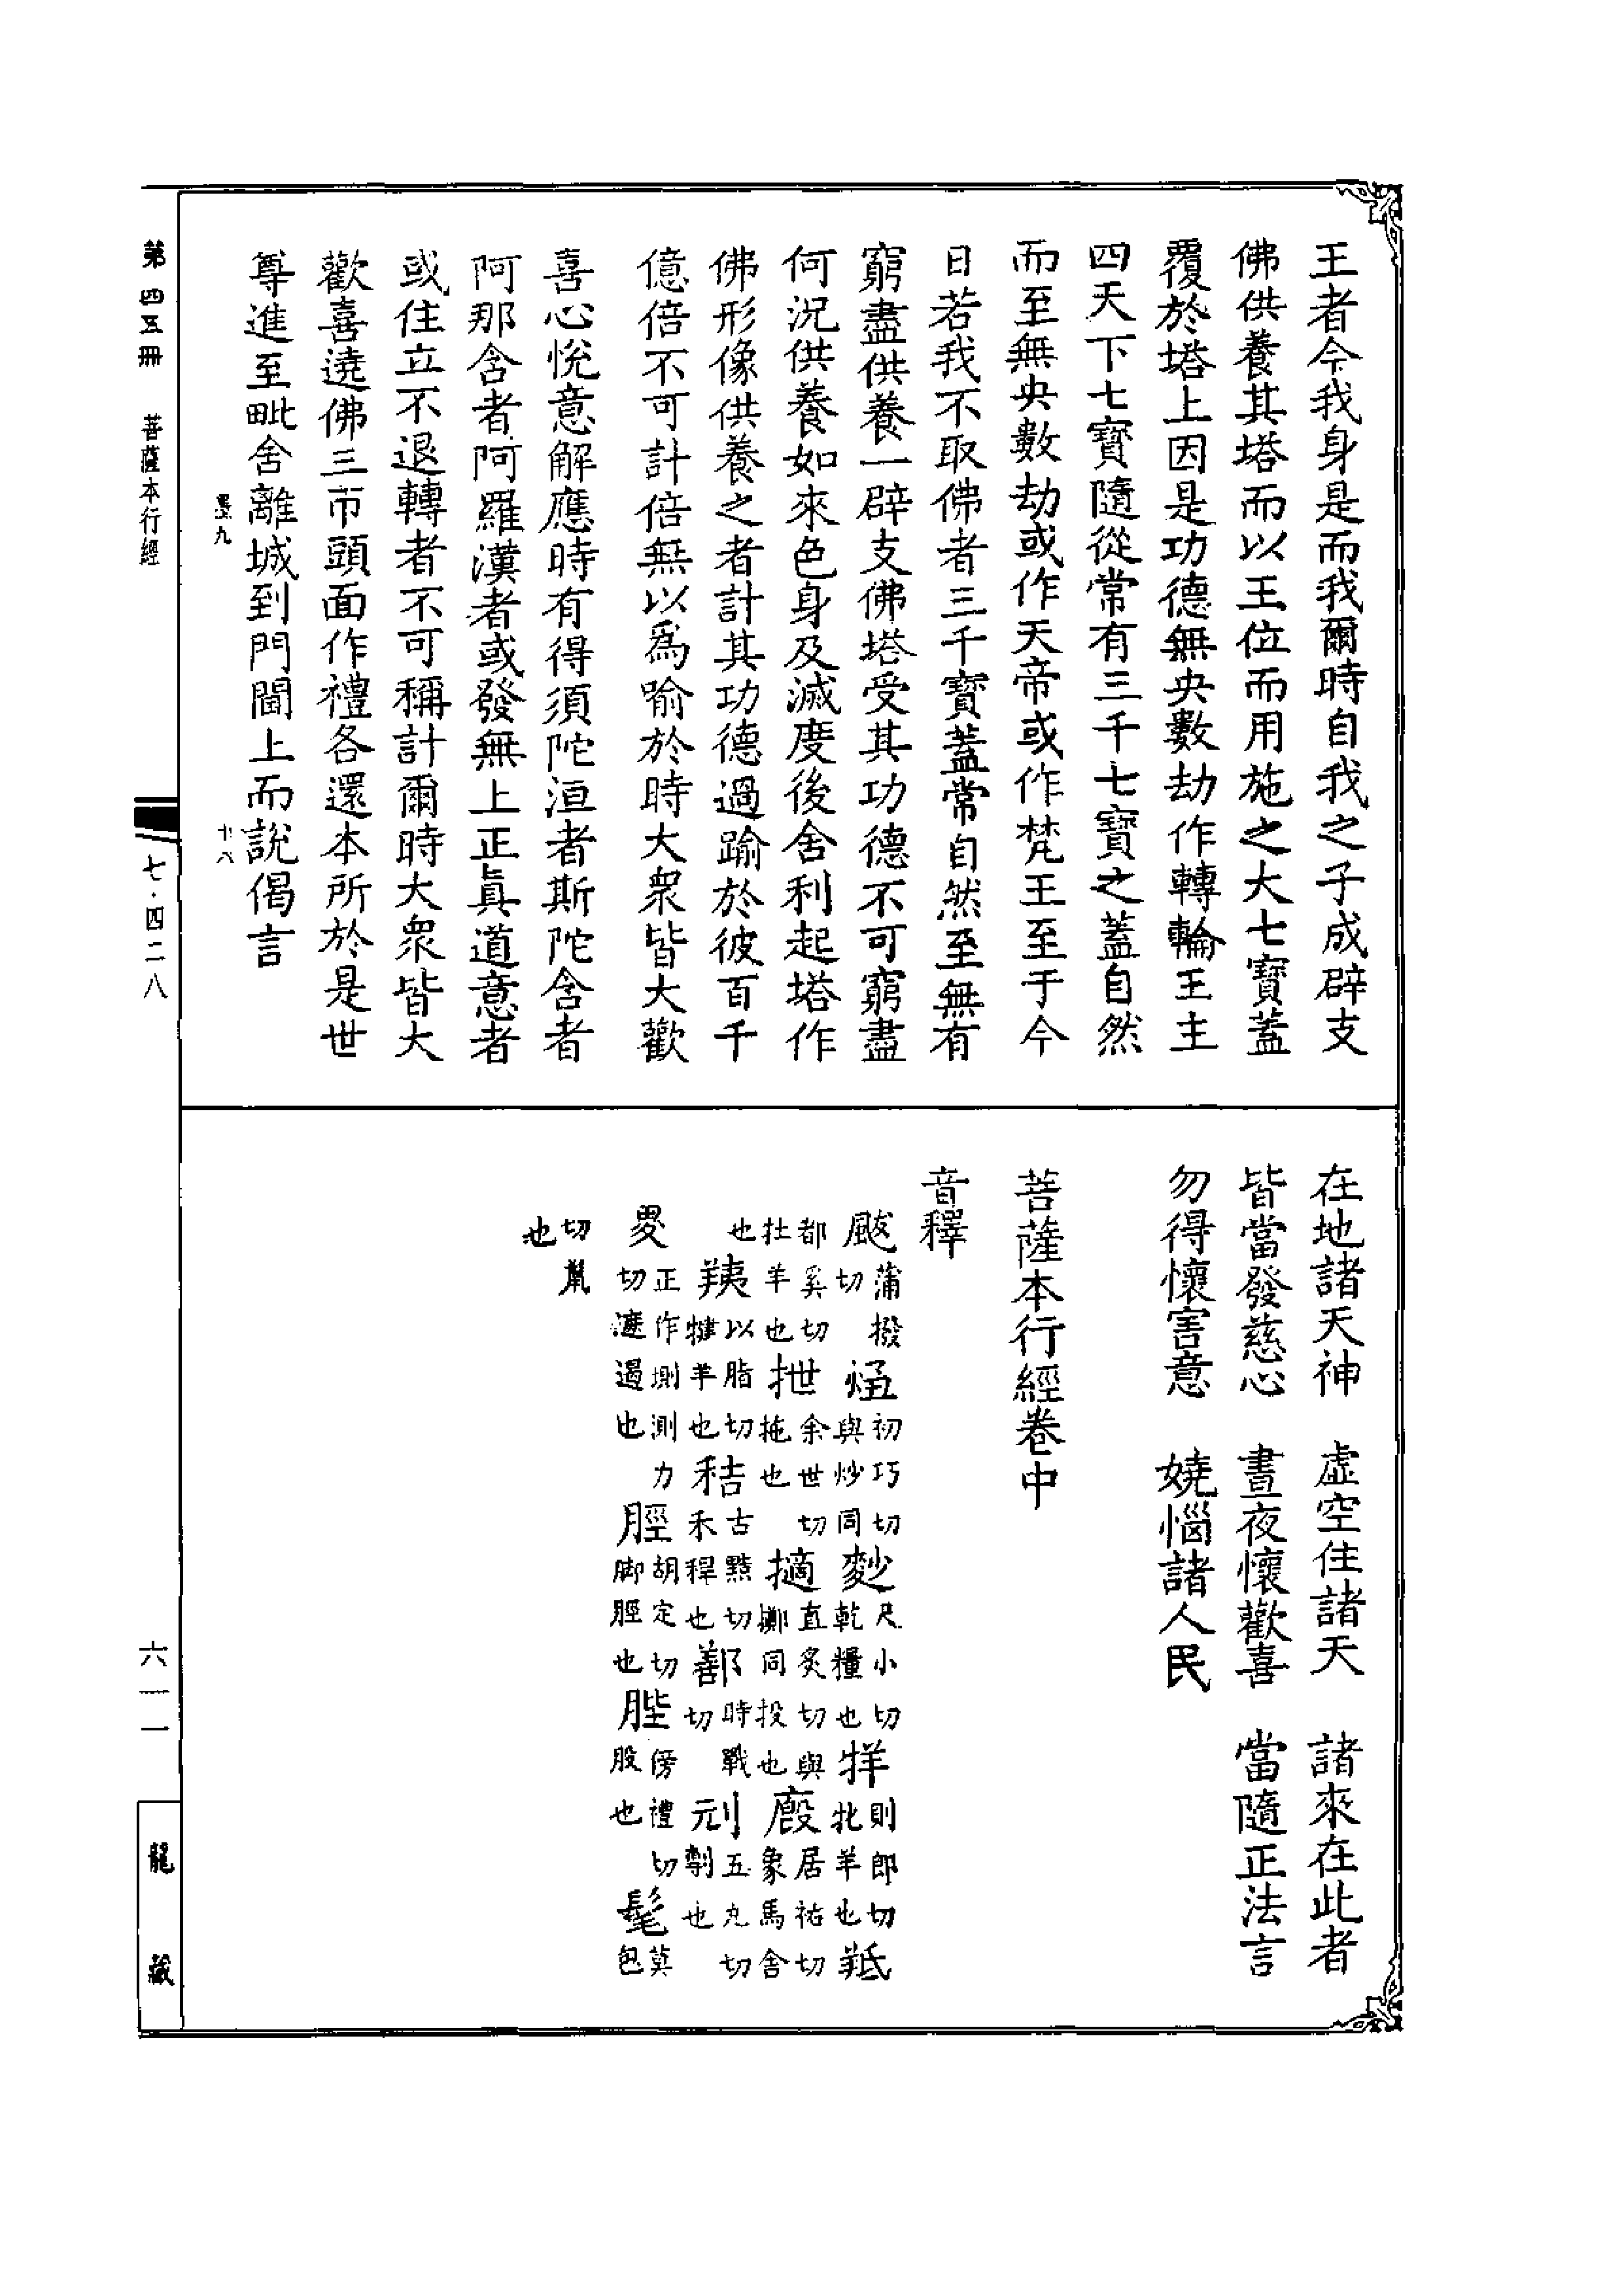 王者今我身是而我爾時自我之子成辟支
佛供養其塔而以王位而用施之大七寶蓋
覆於塔上因是功德無央數劫作轉輪王主
四天下七寶隨從常有三千七寶之蓋自然
而至無央數劫或作天帝或作梵王至于今
日若我不取佛者三千寶蓋常自然至無有
窮盡供養一辟支佛塔受其功德不可窮盡
何況供養如來色身及滅度後舍利起塔作
佛形像供養之者計其功德過踰於彼百千
億倍不可計倍無以爲喻於時大眾皆大歡
喜心悅意解應時有得須陀洹者斯陀含者
阿那含者阿羅漢者或發無上正眞道意者
或住立不退轉者不可稱計爾時大眾皆大
歡喜遶佛三帀頭面作禮各還本所於是世
尊進至毗舍離城到門閫上而說偈言
墨九
十八
在地諸天神　虛空住諸天　諸來在此者
皆當發慈心　晝夜懷歡喜　當隨正法言
勿得懷害意　嬈惱諸人民
菩薩本行經卷中
音釋
颰蒲撥切 㷅初巧切與炒同 麨尺小切乾糧也 牂則郎切牝羊也 羝
都奚切牡羊也 抴余世切拖也 擿直炙切與擲同投也 廄居祐切象馬舍
也 羠以脂切犍羊也 秸古黠切禾稈也 鄯時戰切 刓五丸切剸也
畟正作堲測力切遮遏也 脛胡定切脚脛也 髀傍禮切股也 髦莫包
切氂也
第四五冊　菩薩本行經
七·四二八
六一一
龍藏